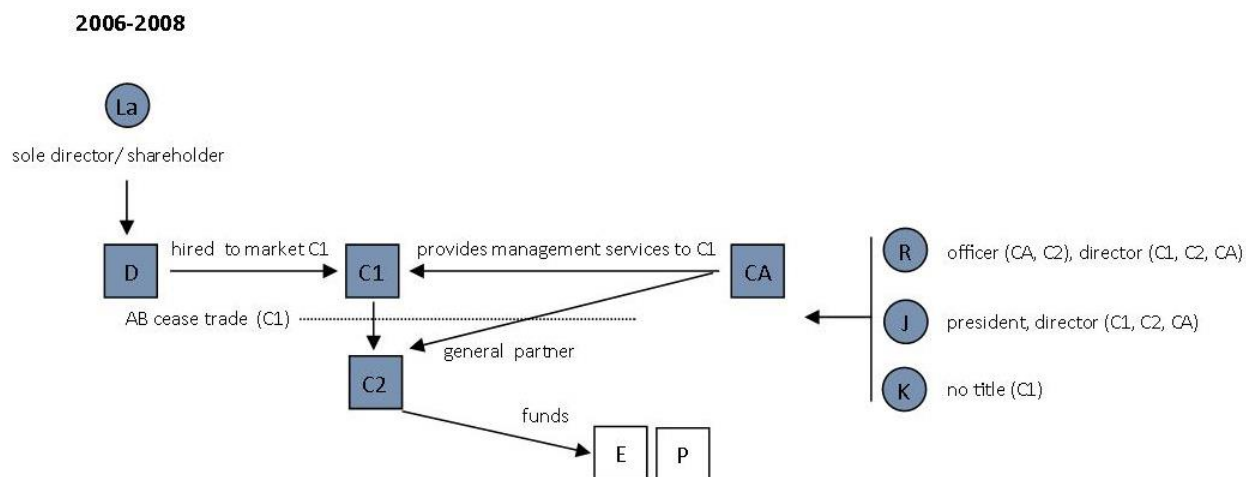 2006-2008
La
sole director/ shareholder
D
hired to market C1
C1
provides management services to C1
CA
R
officer (CA, C2), director (C1, C2, CA)
AB cease trade (C1)
J
president, director (C1, C2, CA)
general partner
C2
K
no title (C1)
funds
E
P